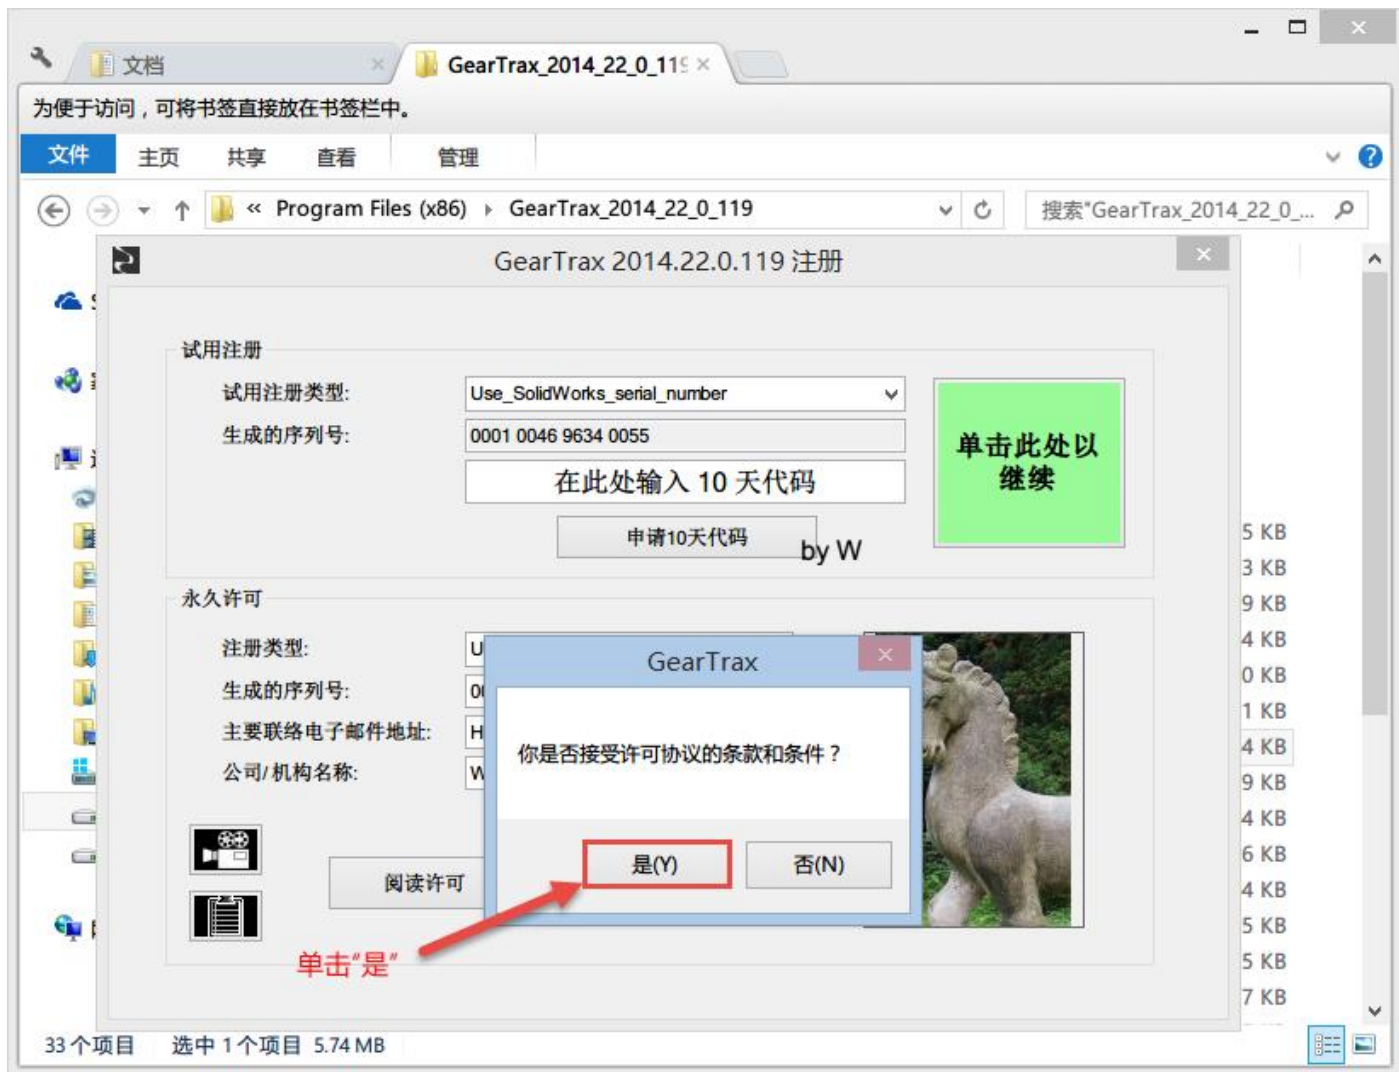 文档
GearTrax_2014_22_0_119
为便于访问，可将书签直接放在书签栏中。
文件 主页 共享 查看 管理
« Program Files (x86) GearTrax_2014_22_0_119 搜索"GearTrax_2014_22_0_...
GearTrax 2014.22.0.119 注册
试用注册
试用注册类型: Use_SolidWorks_serial_number
生成的序列号: 0001 0046 9634 0055
单击此处以
继续
在此处输入 10 天代码
申请10天代码
by W
5 KB
3 KB
9 KB
4 KB
0 KB
1 KB
4 KB
9 KB
4 KB
6 KB
4 KB
5 KB
5 KB
7 KB
永久许可
注册类型: U
生成的序列号: 00
主要联络电子邮件地址: H
公司/机构名称: W
GearTrax
你是否接受许可协议的条款和条件？
是(Y) 否(N)
阅读许可
单击"是"
33 个项目 选中 1 个项目 5.74 MB